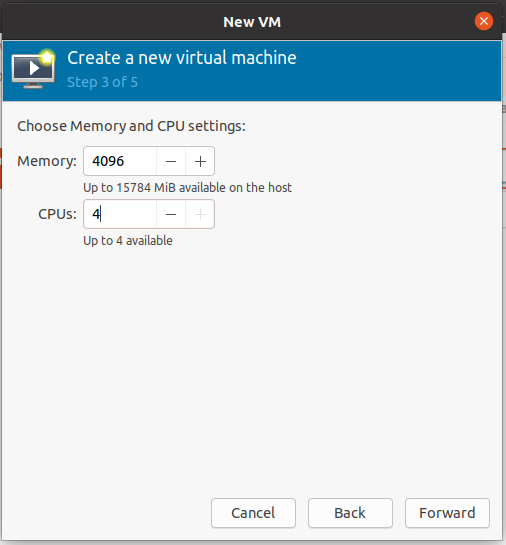 New VM
Create a new virtual machine
Step 3 of 5
Choose Memory and CPU settings:
Memory: 4096 − +
Up to 15784 MiB available on the host
CPUs: 4 − +
Up to 4 available
Cancel Back Forward